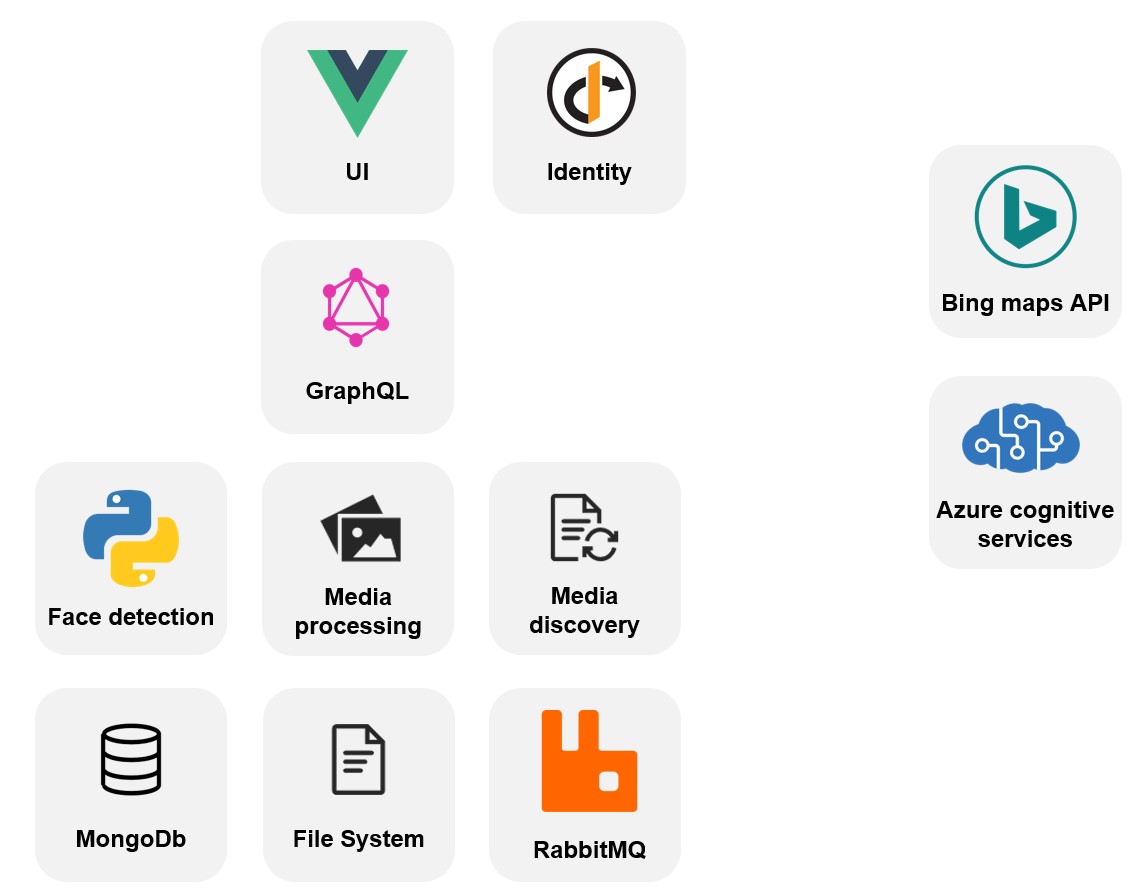 UI
Identity
Bing maps API
GraphQL
Azure cognitive
services
Face detection
Media
processing
Media
discovery
MongoDb
File System
RabbitMQ